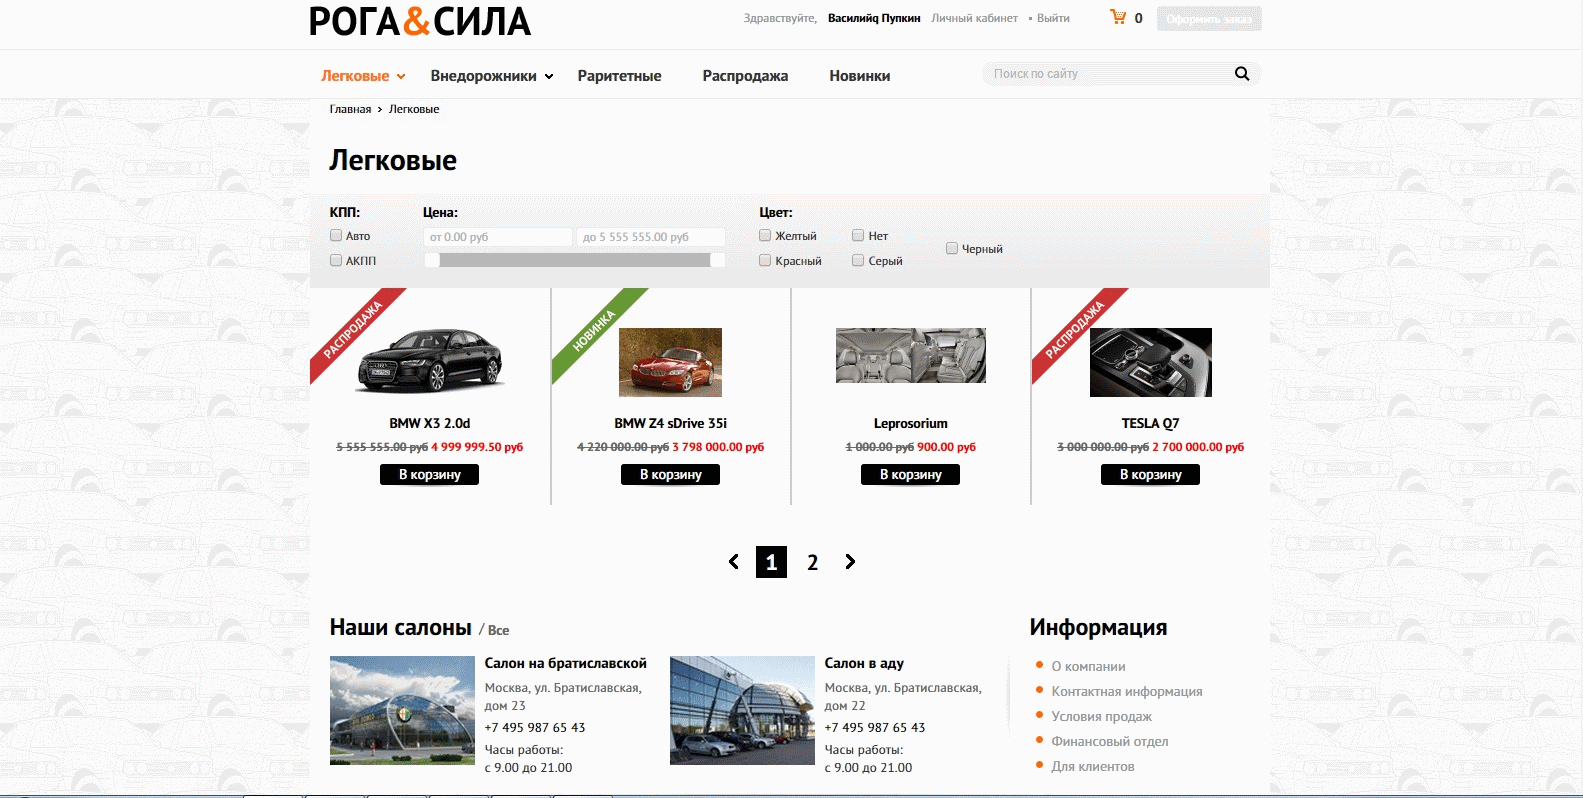 РОГА&СИЛА
Здравствуйте, Василийq Пупкин Личный кабинет Выйти
0 Оформить заказ
Легковые Внедорожники Раритетные Распродажа Новинки
Поиск по сайту
Главная > Легковые
Легковые
КПП: Цена: Цвет:
Авто от 0.00 руб до 5 555 555.00 руб Желтый Нет Черный
АКПП Красный Серый
РАСПРОДАЖА НОВИНКА РАСПРОДАЖА
BMW X3 2.0d BMW Z4 sDrive 35i Leprosorium TESLA Q7
5 555 555.00 руб 4 999 999.50 руб 4 220 000.00 руб 3 798 000.00 руб 1 000.00 руб 900.00 руб 3 000 000.00 руб 2 700 000.00 руб
В корзину В корзину В корзину В корзину
1 2
Наши салоны / Все
Салон на братиславской
Москва, ул. Братиславская,
дом 23
+7 495 987 65 43
Часы работы:
с 9.00 до 21.00
Салон в аду
Москва, ул. Братиславская,
дом 22
+7 495 987 65 43
Часы работы:
с 9.00 до 21.00
Информация
О компании
Контактная информация
Условия продаж
Финансовый отдел
Для клиентов